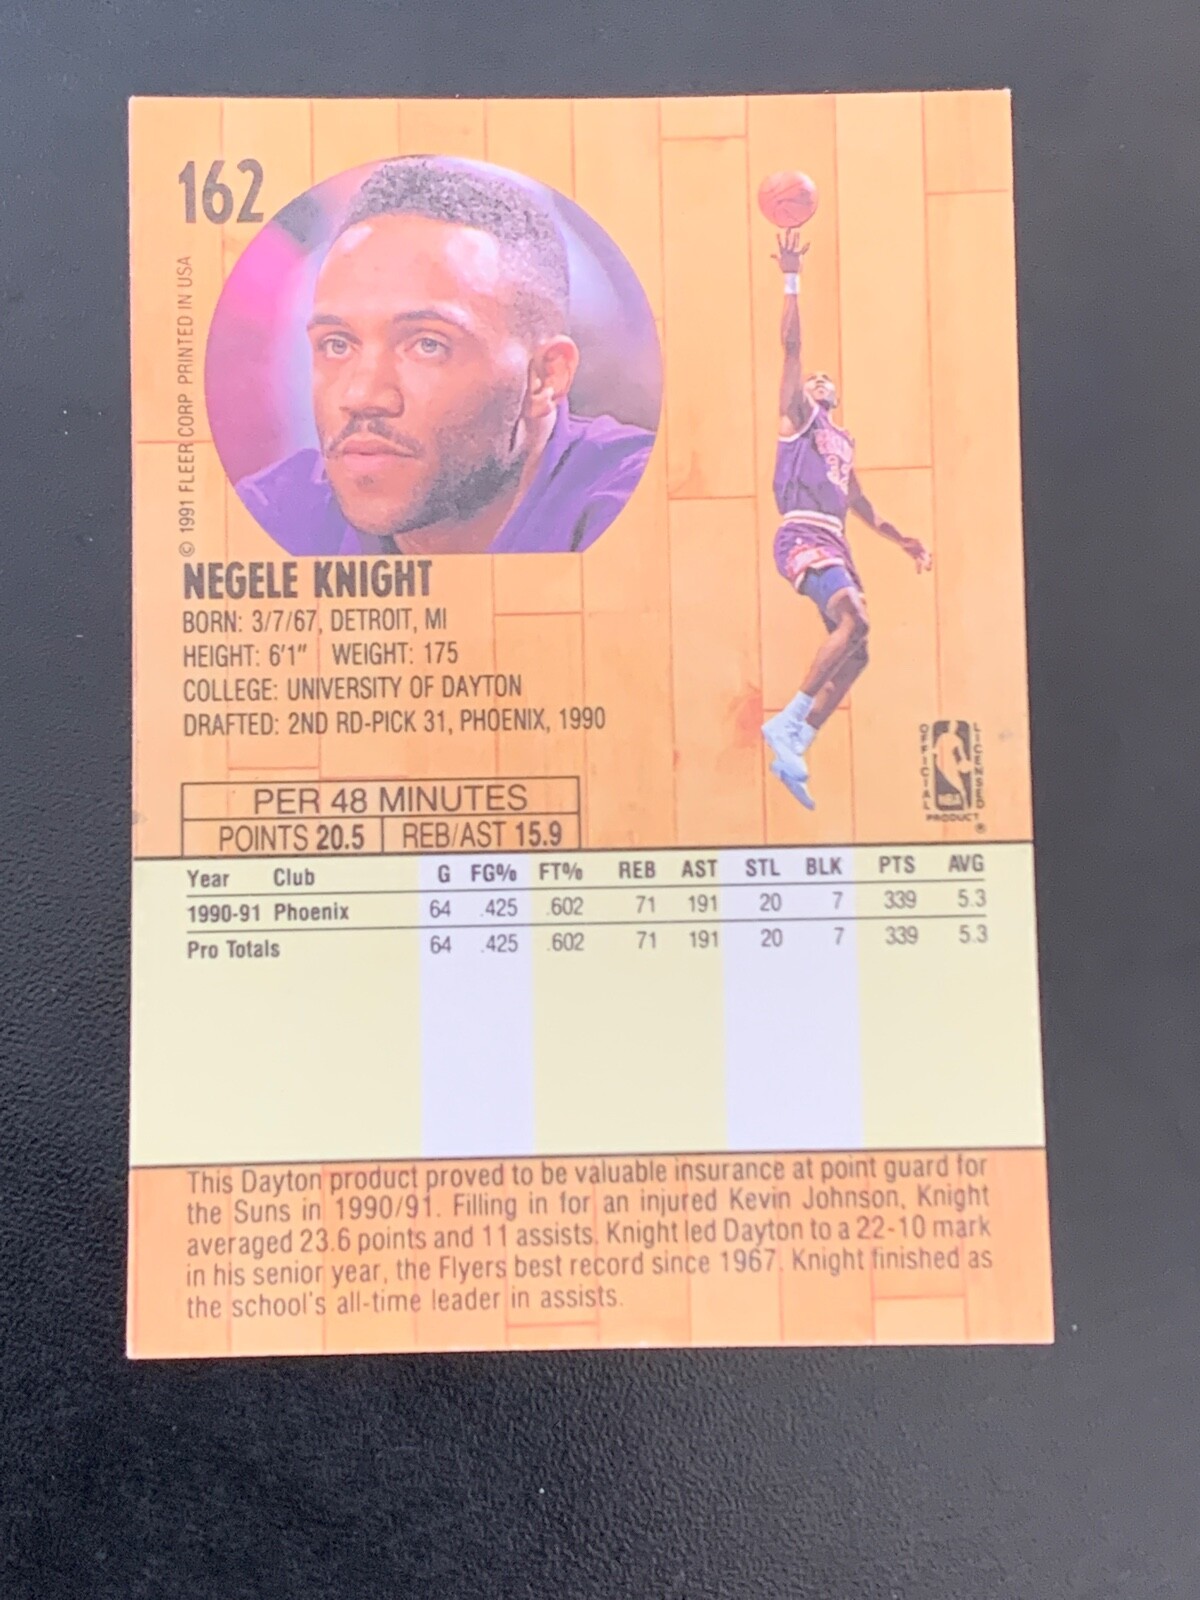 162
© 1991 FLEER CORP PRINTED IN USA
NEGELE KNIGHT
BORN: 3/7/67, DETROIT, MI
HEIGHT: 6'1" WEIGHT: 175
COLLEGE: UNIVERSITY OF DAYTON
DRAFTED: 2ND RD-PICK 31, PHOENIX, 1990
OFFICIAL LICENSED
NBA
PRODUCT ®
PER 48 MINUTES
POINTS 20.5 REB/AST 15.9
Year Club G FG% FT% REB AST STL BLK PTS AVG
1990-91 Phoenix 64 .425 .602 71 191 20 7 339 5.3
Pro Totals 64 .425 .602 71 191 20 7 339 5.3
This Dayton product proved to be valuable insurance at point guard for
the Suns in 1990/91. Filling in for an injured Kevin Johnson, Knight
averaged 23.6 points and 11 assists. Knight led Dayton to a 22-10 mark
in his senior year, the Flyers best record since 1967. Knight finished as
the school's all-time leader in assists.